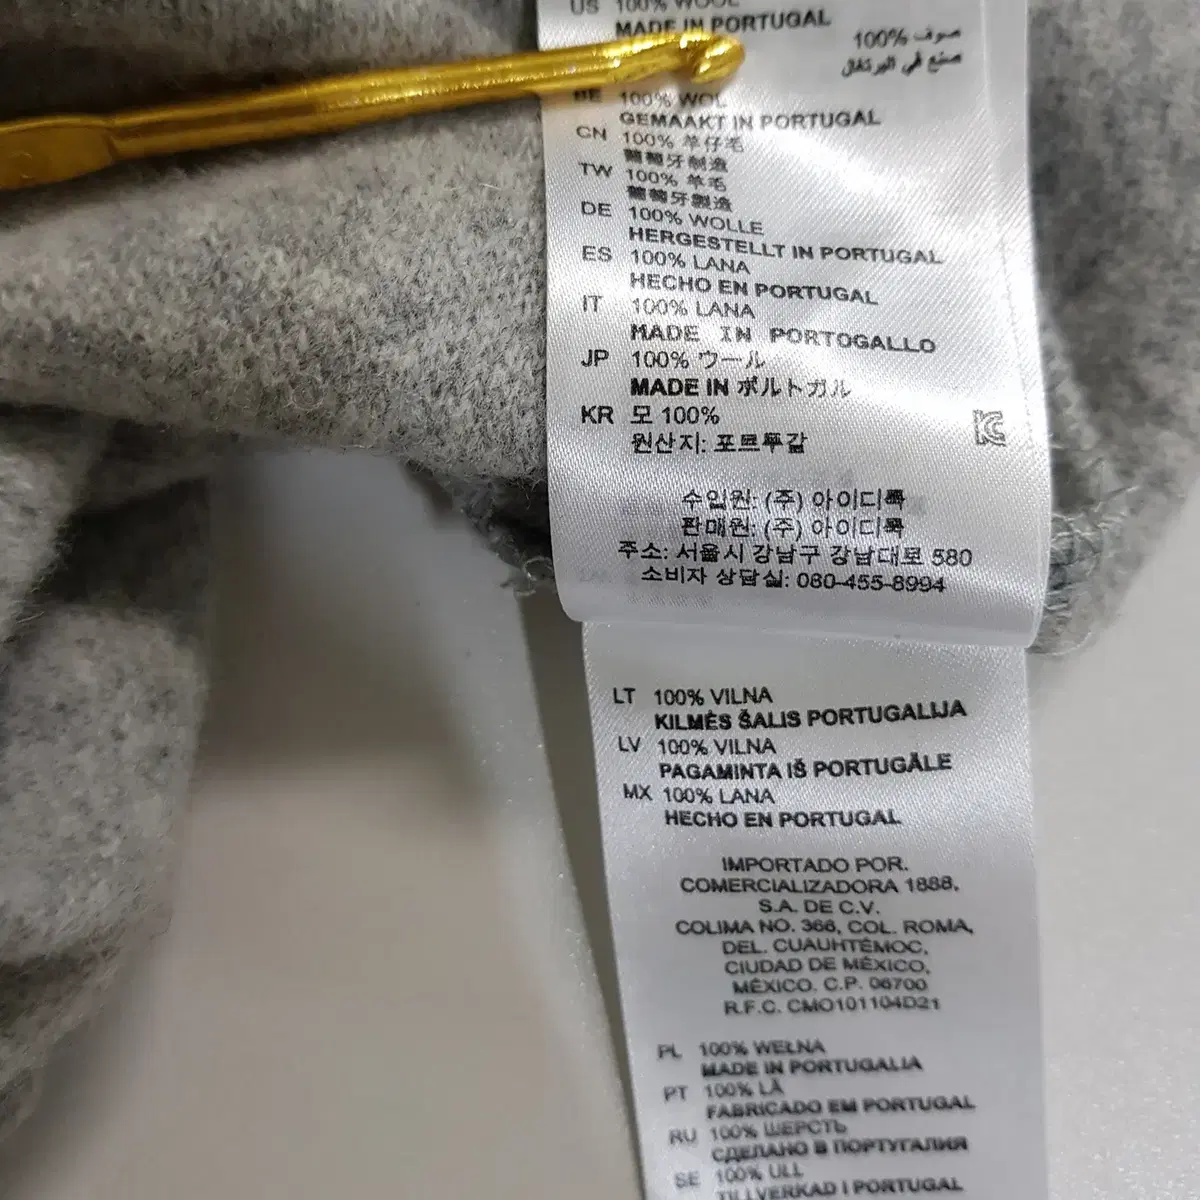 US 100% WOOL
MADE IN PORTUGAL
100% صوف
صنع في البرتغال
BE 100% WOL
GEMAAKT IN PORTUGAL
CN 100% 羊仔毛
葡萄牙制造
TW 100% 羊毛
葡萄牙製造
DE 100% WOLLE
HERGESTELLT IN PORTUGAL
ES 100% LANA
HECHO EN PORTUGAL
IT 100% LANA
MADE IN PORTOGALLO
JP 100% ウール
MADE IN ポルトガル
KR 모 100%
원산지: 포르투갈
수입원: (주) 아이디룩
판매원: (주) 아이디룩
주소: 서울시 강남구 강남대로 580
소비자 상담실: 080-455-8994
LT 100% VILNA
KILMĖS ŠALIS PORTUGALIJA
LV 100% VILNA
PAGAMINTA IŠ PORTUGĀLE
MX 100% LANA
HECHO EN PORTUGAL
IMPORTADO POR.
COMERCIALIZADORA 1888,
S.A. DE C.V.
COLIMA NO. 366, COL. ROMA,
DEL. CUAUHTÉMOC,
CIUDAD DE MÉXICO,
MÉXICO. C.P. 06700
R.F.C. CMO101104D21
PL 100% WEŁNA
MADE IN PORTUGALIA
PT 100% LÃ
FABRICADO EM PORTUGAL
RU 100% ШЕРСТЬ
СДЕЛАНО В ПОРТУГАЛИЯ
SE 100% ULL
TILLVERKAD I PORTUGAL